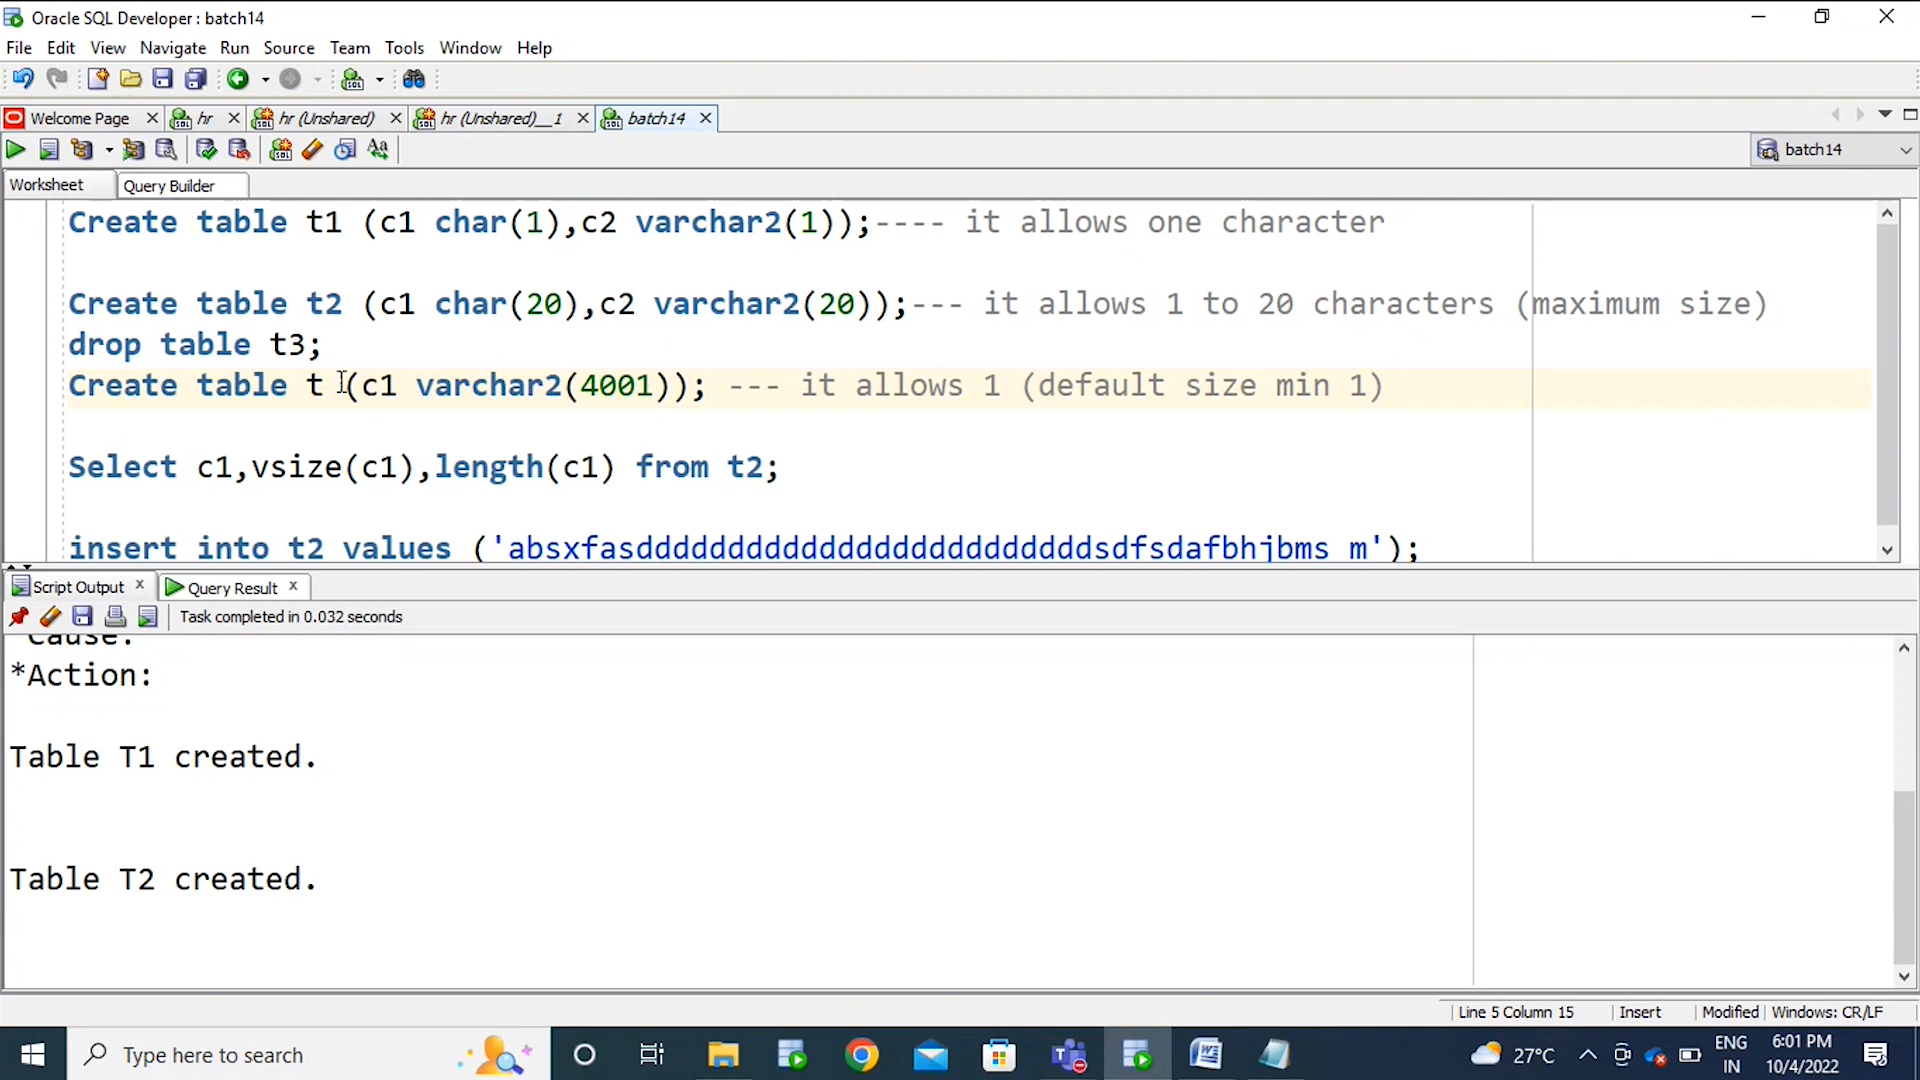 Oracle SQL Developer : batch14
File Edit View Navigate Run Source Team Tools Window Help
Welcome Page hr hr (Unshared) hr (Unshared)__1 batch14
batch14
Worksheet Query Builder
Create table t1 (c1 char(1),c2 varchar2(1));---- it allows one character
Create table t2 (c1 char(20),c2 varchar2(20));--- it allows 1 to 20 characters (maximum size)
drop table t3;
Create table t (c1 varchar2(4001)); --- it allows 1 (default size min 1)
Select c1,vsize(c1),length(c1) from t2;
insert into t2 values ('absxfasdddddddddddddddddddddddddsdfsdafbhjbms m');
Script Output Query Result
Task completed in 0.032 seconds
*Cause:
*Action:
Table T1 created.
Table T2 created.
Line 5 Column 15 Insert Modified Windows: CR/LF
Type here to search
27°C
ENG
IN
6:01 PM
10/4/2022